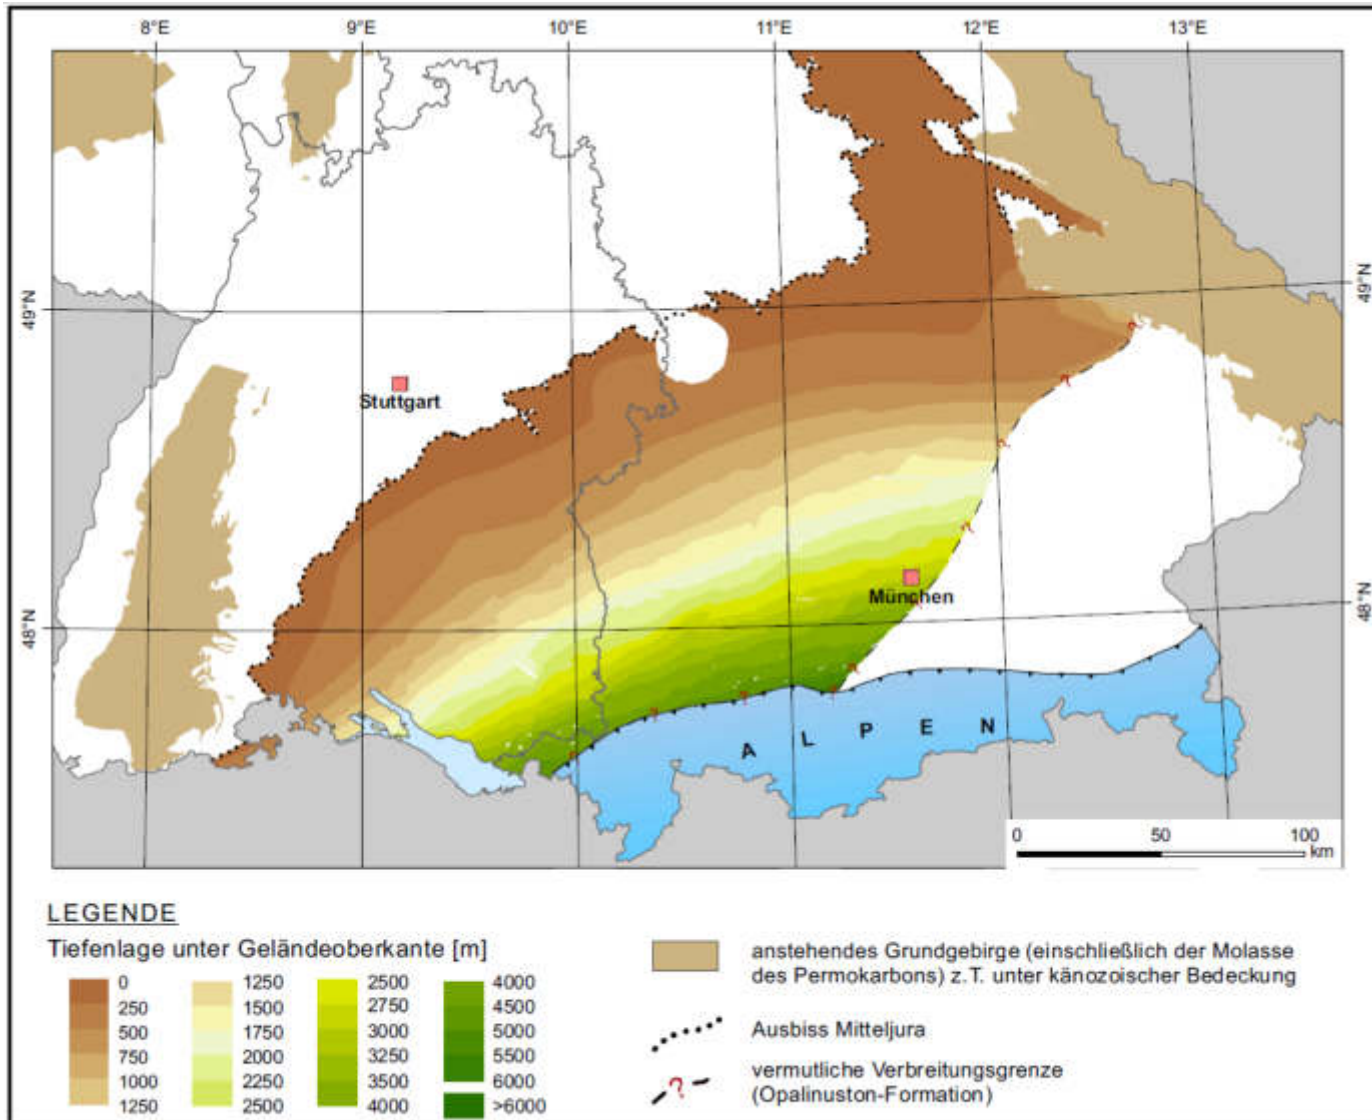 8°E 9°E 10°E 11°E 12°E 13°E
49°N 49°N
Stuttgart
München
48°N 48°N
A L P E N
0 50 100
km
LEGENDE
Tiefenlage unter Geländeoberkante [m]
0
250
500
750
1000
1250
1250
1500
1750
2000
2250
2500
2500
2750
3000
3250
3500
4000
4000
4500
5000
5500
6000
>6000
anstehendes Grundgebirge (einschließlich der Molasse
des Permokarbons) z.T. unter känozoischer Bedeckung
Ausbiss Mitteljura
?
vermutliche Verbreitungsgrenze
(Opalinuston-Formation)